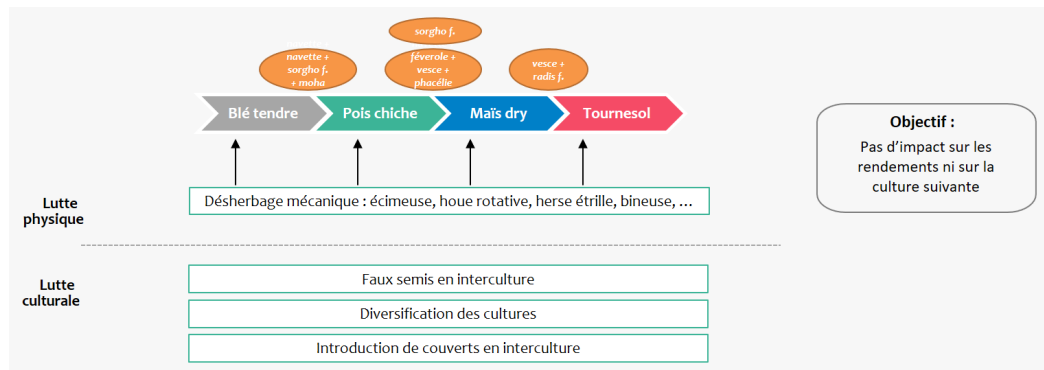 sorgho f.
navette +
sorgho f.
+ moha
féverole +
vesce +
phacélie
vesce +
radis f.
Blé tendre
Pois chiche
Maïs dry
Tournesol
Objectif :
Pas d’impact sur les
rendements ni sur la
culture suivante
Lutte
physique
Désherbage mécanique : écimeuse, houe rotative, herse étrille, bineuse, ...
Lutte
culturale
Faux semis en interculture
Diversification des cultures
Introduction de couverts en interculture